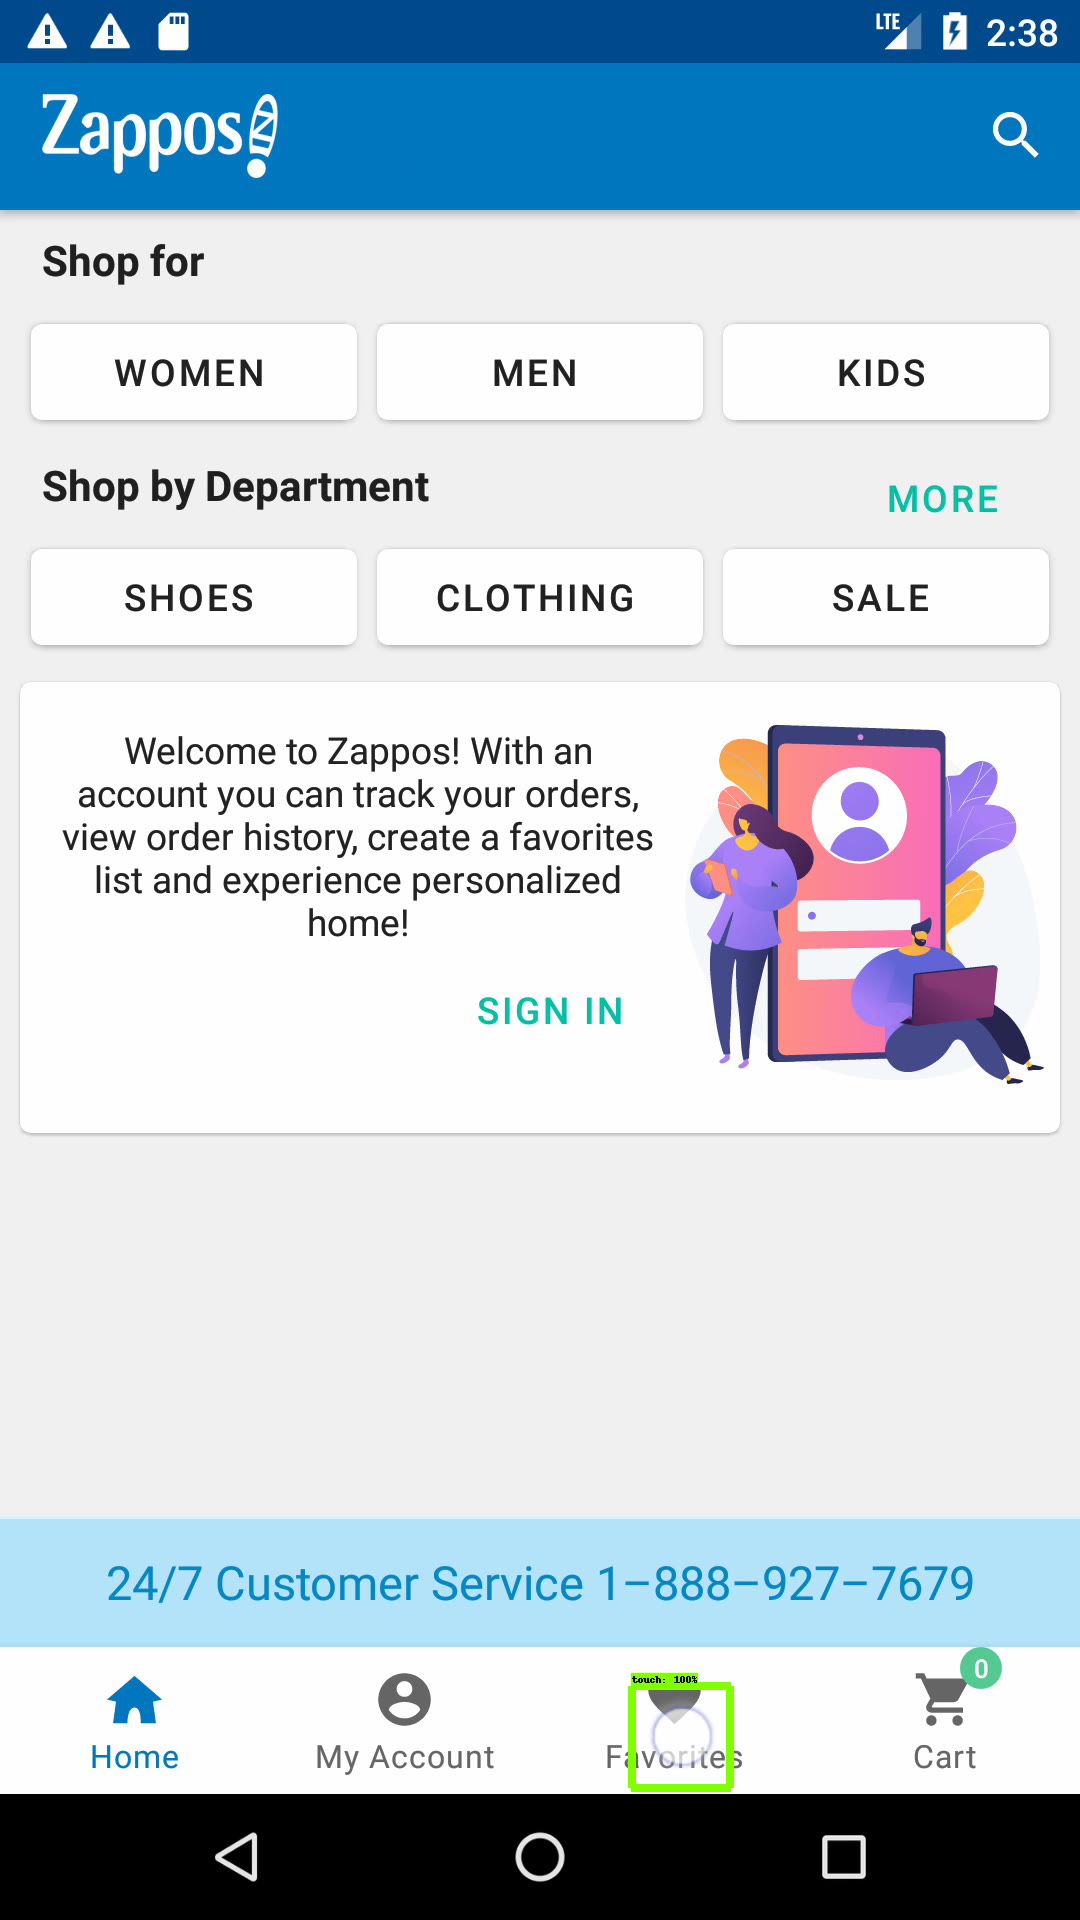 LTE 2:38
Zappos
Shop for
WOMEN MEN KIDS
Shop by Department
MORE
SHOES CLOTHING SALE
Welcome to Zappos! With an
account you can track your orders,
view order history, create a favorites
list and experience personalized
home!
SIGN IN
24/7 Customer Service 1–888–927–7679
0
touch: 100%
Home My Account Favorites Cart